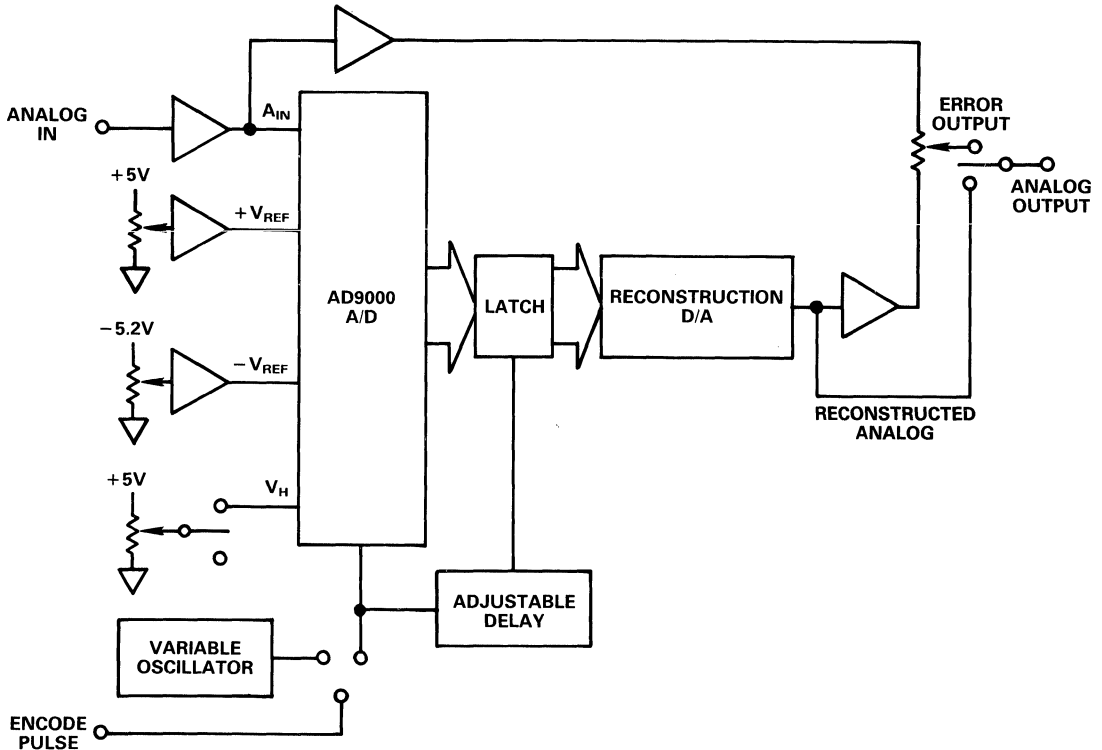 ANALOG
IN
A_IN
+5V
+V_REF
-5.2V
-V_REF
+5V
V_H
AD9000
A/D
LATCH
RECONSTRUCTION
D/A
ERROR
OUTPUT
ANALOG
OUTPUT
RECONSTRUCTED
ANALOG
ADJUSTABLE
DELAY
VARIABLE
OSCILLATOR
ENCODE
PULSE